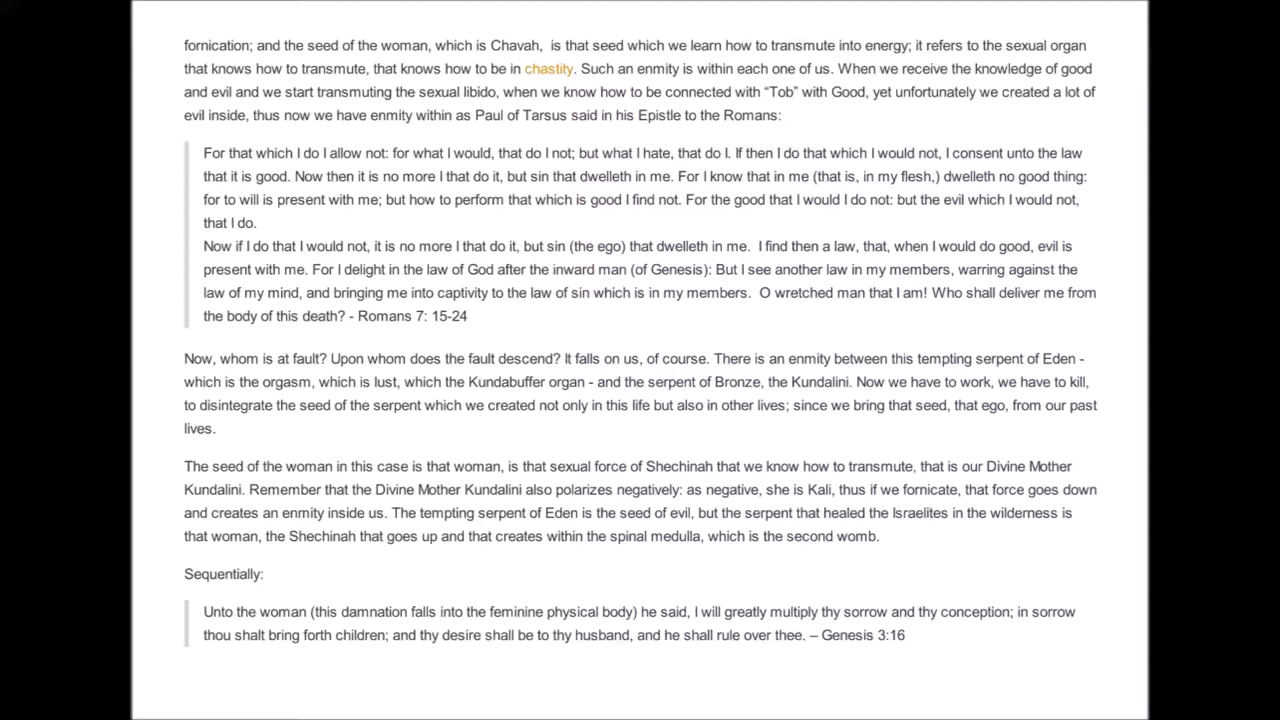 fornication; and the seed of the woman, which is Chavah,  is that seed which we learn how to transmute into energy; it refers to the sexual organ
that knows how to transmute, that knows how to be in chastity. Such an enmity is within each one of us. When we receive the knowledge of good
and evil and we start transmuting the sexual libido, when we know how to be connected with “Tob” with Good, yet unfortunately we created a lot of
evil inside, thus now we have enmity within as Paul of Tarsus said in his Epistle to the Romans:
For that which I do I allow not: for what I would, that do I not; but what I hate, that do I. If then I do that which I would not, I consent unto the law
that it is good. Now then it is no more I that do it, but sin that dwelleth in me. For I know that in me (that is, in my flesh,) dwelleth no good thing:
for to will is present with me; but how to perform that which is good I find not. For the good that I would I do not: but the evil which I would not,
that I do.
Now if I do that I would not, it is no more I that do it, but sin (the ego) that dwelleth in me.  I find then a law, that, when I would do good, evil is
present with me. For I delight in the law of God after the inward man (of Genesis): But I see another law in my members, warring against the
law of my mind, and bringing me into captivity to the law of sin which is in my members.  O wretched man that I am! Who shall deliver me from
the body of this death? - Romans 7: 15-24
Now, whom is at fault? Upon whom does the fault descend? It falls on us, of course. There is an enmity between this tempting serpent of Eden -
which is the orgasm, which is lust, which the Kundabuffer organ - and the serpent of Bronze, the Kundalini. Now we have to work, we have to kill,
to disintegrate the seed of the serpent which we created not only in this life but also in other lives; since we bring that seed, that ego, from our past
lives.
The seed of the woman in this case is that woman, is that sexual force of Shechinah that we know how to transmute, that is our Divine Mother
Kundalini. Remember that the Divine Mother Kundalini also polarizes negatively: as negative, she is Kali, thus if we fornicate, that force goes down
and creates an enmity inside us. The tempting serpent of Eden is the seed of evil, but the serpent that healed the Israelites in the wilderness is
that woman, the Shechinah that goes up and that creates within the spinal medulla, which is the second womb.
Sequentially:
Unto the woman (this damnation falls into the feminine physical body) he said, I will greatly multiply thy sorrow and thy conception; in sorrow
thou shalt bring forth children; and thy desire shall be to thy husband, and he shall rule over thee. – Genesis 3:16